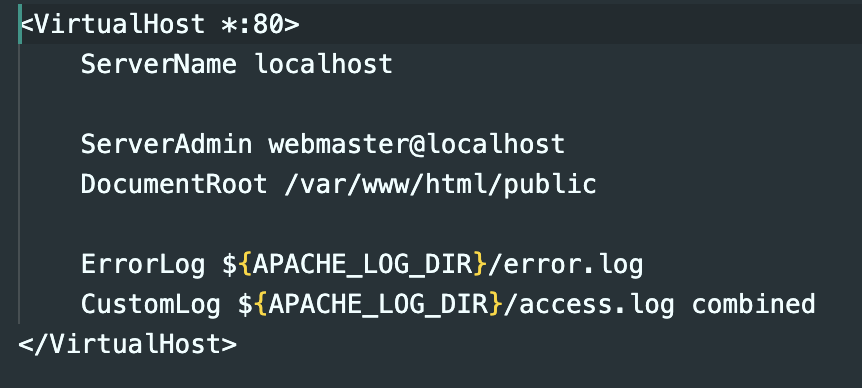 <VirtualHost *:80>
ServerName localhost
ServerAdmin webmaster@localhost
DocumentRoot /var/www/html/public
ErrorLog ${APACHE_LOG_DIR}/error.log
CustomLog ${APACHE_LOG_DIR}/access.log combined
</VirtualHost>